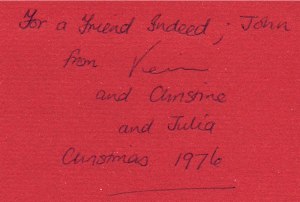 For a Friend Indeed; John
from
and Christine
and Julia
Christmas 1976